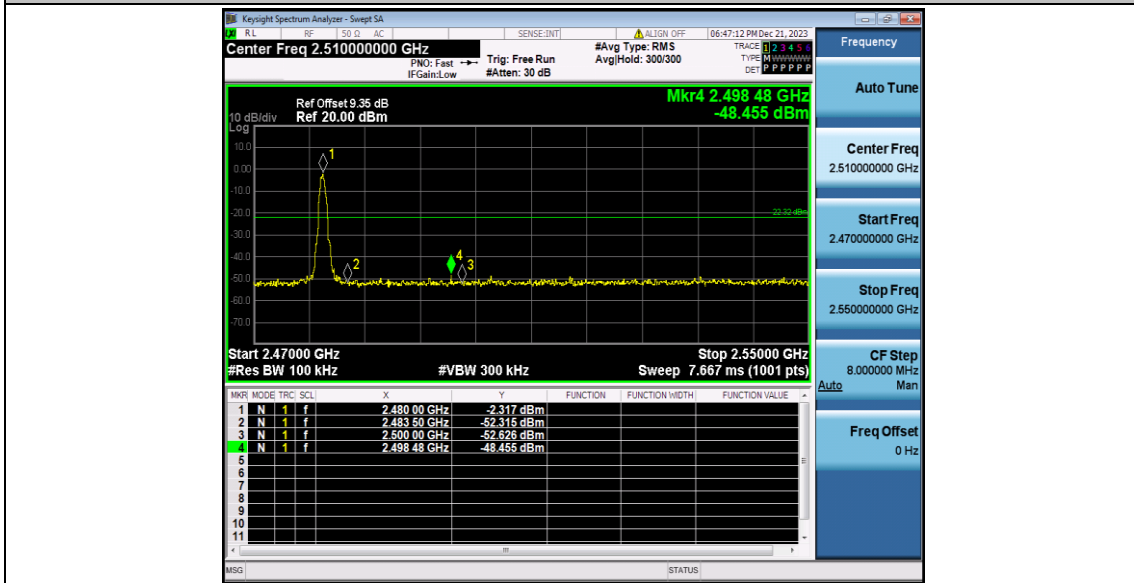 Keysight Spectrum Analyzer - Swept SA
RL RF 50 Ω AC SENSE:INT ALIGN OFF 06:47:12 PM Dec 21, 2023
Center Freq 2.510000000 GHz
PNO: Fast
IFGain:Low
Trig: Free Run
#Atten: 30 dB
#Avg Type: RMS
Avg|Hold: 300/300
TRACE 1 2 3 4 5 6
TYPE M W W W W W
DET P P P P P P
Frequency
Auto Tune
Center Freq
2.510000000 GHz
Start Freq
2.470000000 GHz
Stop Freq
2.550000000 GHz
CF Step
8.000000 MHz
Auto Man
Freq Offset
0 Hz
Mkr4 2.498 48 GHz
-48.455 dBm
Ref Offset 9.35 dB
10 dB/div Ref 20.00 dBm
Log
10.0
0.00
-10.0
-20.0
-30.0
-40.0
-50.0
-60.0
-70.0
1
2
4
3
Start 2.47000 GHz Stop 2.55000 GHz
#Res BW 100 kHz #VBW 300 kHz Sweep 7.667 ms (1001 pts)
MKR MODE TRC SCL X Y FUNCTION FUNCTION WIDTH FUNCTION VALUE
1 N 1 f 2.480 00 GHz -2.317 dBm
2 N 1 f 2.483 50 GHz -52.315 dBm
3 N 1 f 2.500 00 GHz -52.626 dBm
4 N 1 f 2.498 48 GHz -48.455 dBm
5
6
7
8
9
10
11
MSG STATUS